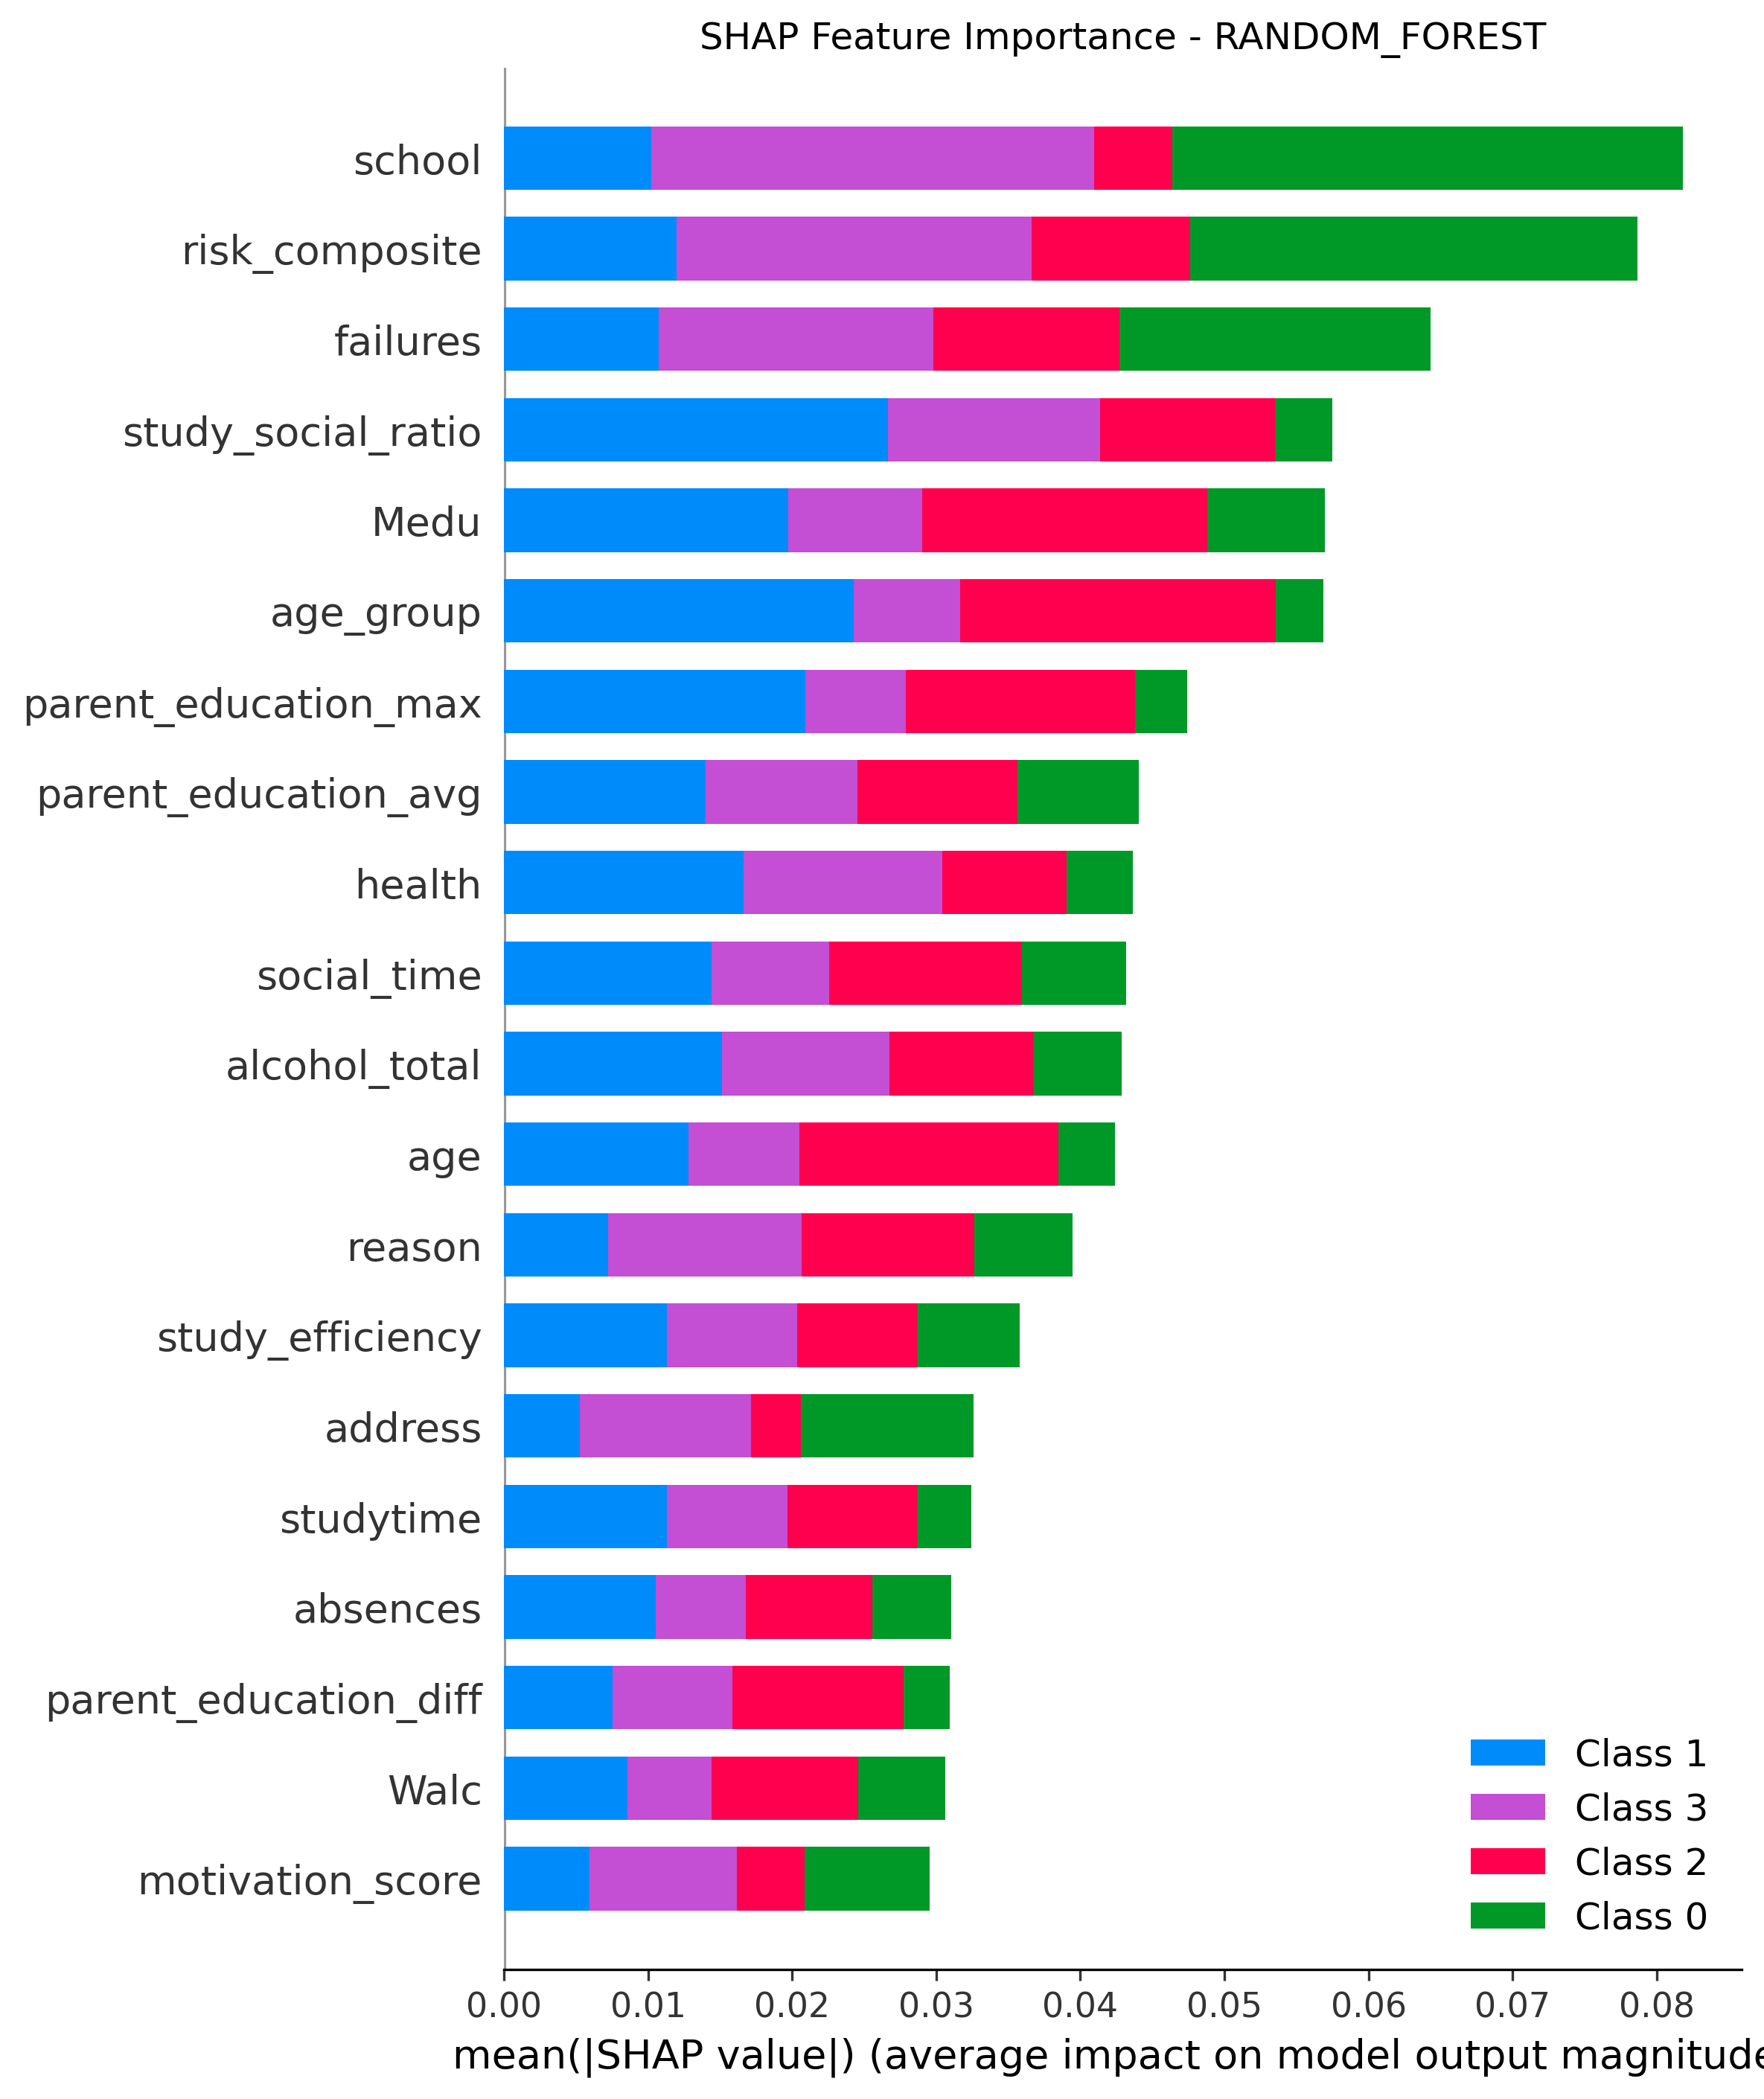 SHAP Feature Importance - RANDOM_FOREST
school
risk_composite
failures
study_social_ratio
Medu
age_group
parent_education_max
parent_education_avg
health
social_time
alcohol_total
age
reason
study_efficiency
address
studytime
absences
parent_education_diff
Walc
motivation_score
Class 1
Class 3
Class 2
Class 0
0.00 0.01 0.02 0.03 0.04 0.05 0.06 0.07 0.08
mean(|SHAP value|) (average impact on model output magnitude